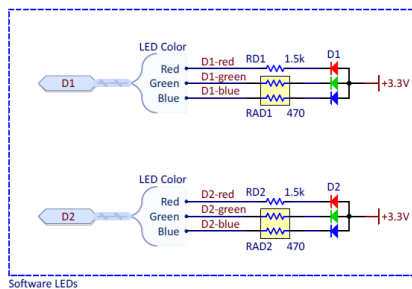 LED Color
D1-red RD1 1.5k D1
Red
D1 Green D1-green +3.3V
Blue D1-blue
RAD1 470
LED Color
D2-red RD2 1.5k D2
Red
D2 Green D2-green +3.3V
Blue D2-blue
RAD2 470
Software LEDs